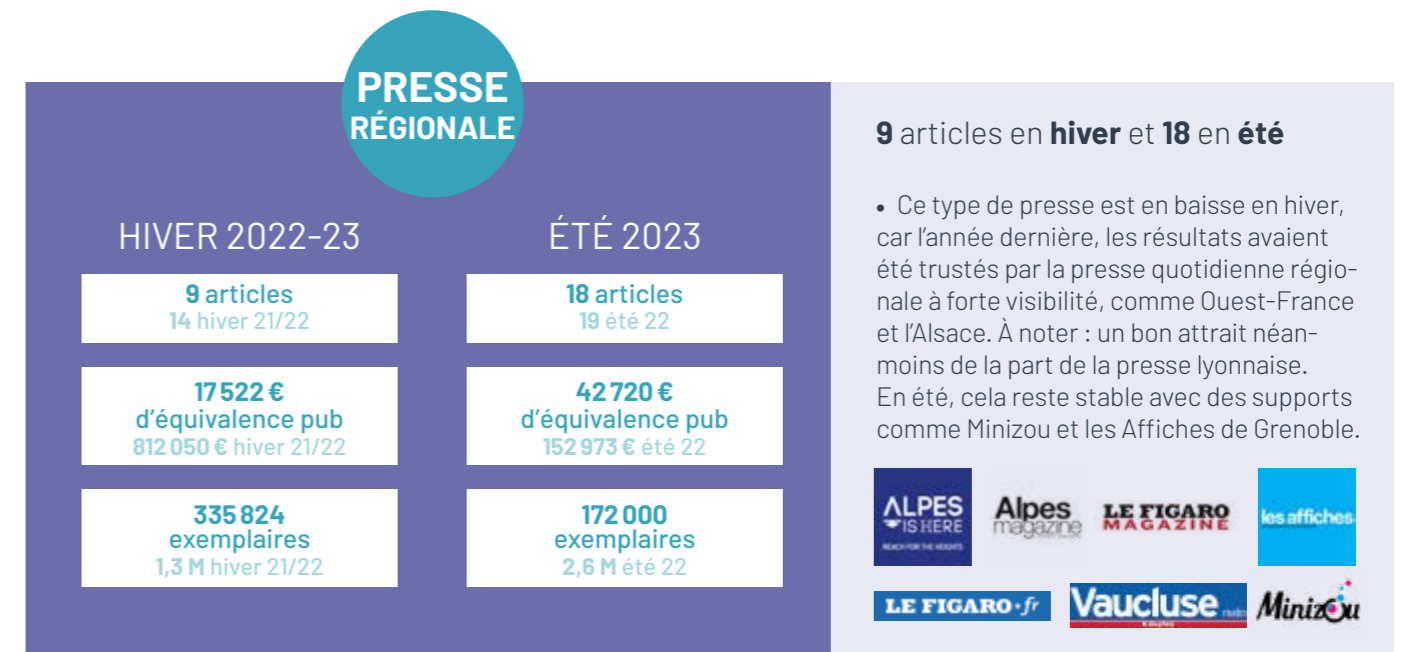 PRESSE
RÉGIONALE
HIVER 2022-23
9 articles
14 hiver 21/22
17 522 €
d'équivalence pub
812 050 € hiver 21/22
335 824
exemplaires
1,3 M hiver 21/22
ÉTÉ 2023
18 articles
19 été 22
42 720 €
d'équivalence pub
152 973 € été 22
172 000
exemplaires
2,6 M été 22
9 articles en hiver et 18 en été
• Ce type de presse est en baisse en hiver,
car l'année dernière, les résultats avaient
été trustés par la presse quotidienne régio-
nale à forte visibilité, comme Ouest-France
et l'Alsace. À noter : un bon attrait néan-
moins de la part de la presse lyonnaise.
En été, cela reste stable avec des supports
comme Minizou et les Affiches de Grenoble.
ALPES
IS HERE
REACH FOR THE HEIGHTS
Alpes
magazine
LE FIGARO
MAGAZINE
les affiches
LE FIGARO·fr
Vaucluse
Minizou